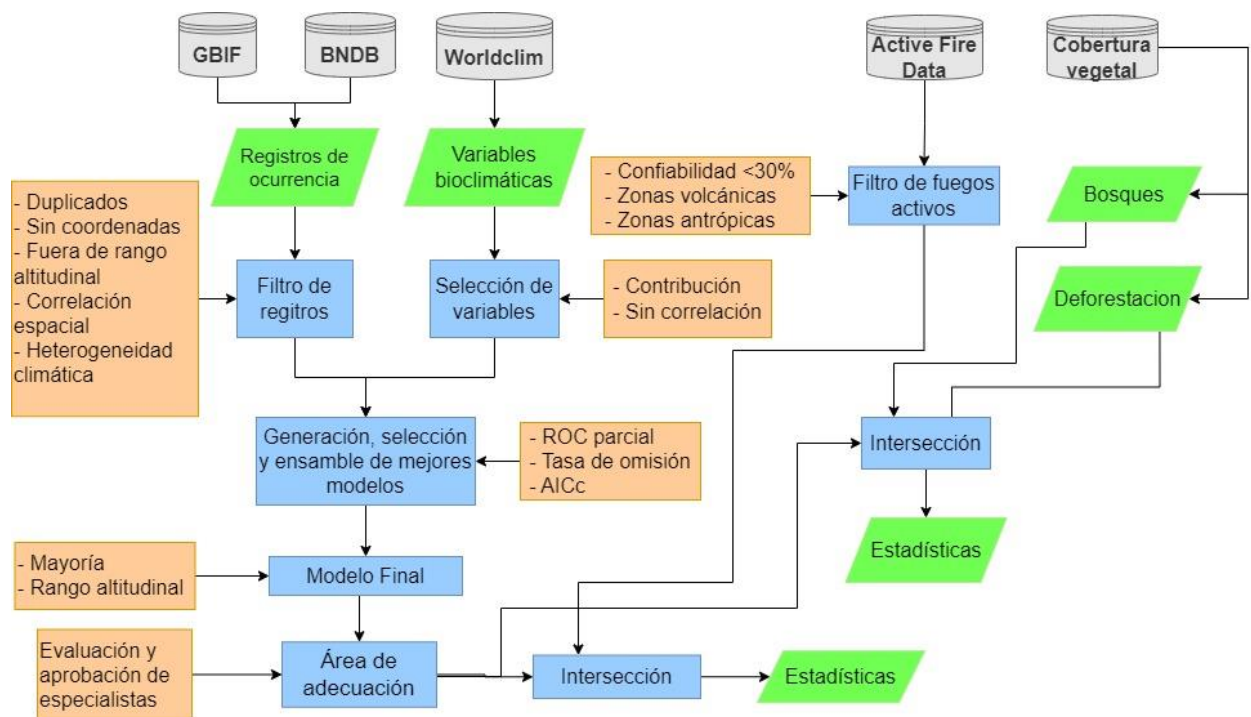 GBIF
BNDB
Worldclim
Active Fire
Data
Cobertura
vegetal
Registros de
ocurrencia
Variables
bioclimáticas
- Confiabilidad <30%
- Zonas volcánicas
- Zonas antrópicas
Filtro de fuegos
activos
Bosques
- Duplicados
- Sin coordenadas
- Fuera de rango
altitudinal
- Correlación
espacial
- Heterogeneidad
climática
Filtro de
regitros
Selección de
variables
- Contribución
- Sin correlación
Deforestacion
Generación, selección
y ensamble de mejores
modelos
- ROC parcial
- Tasa de omisión
- AICc
Intersección
Estadísticas
- Mayoría
- Rango altitudinal
Modelo Final
Evaluación y
aprobación de
especialistas
Área de
adecuación
Intersección
Estadísticas